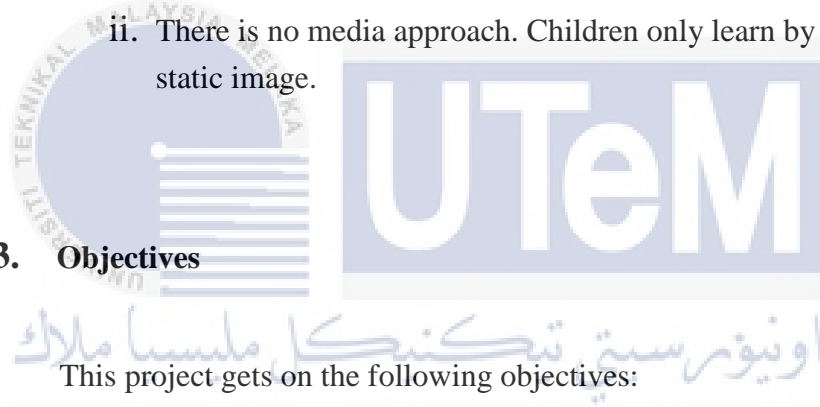 ii. There is no media approach. Children only learn by
static image.
UTeM
3. Objectives
اونيۏرسيتي تيكنيكل مليسيا ملاك
This project gets on the following objectives: